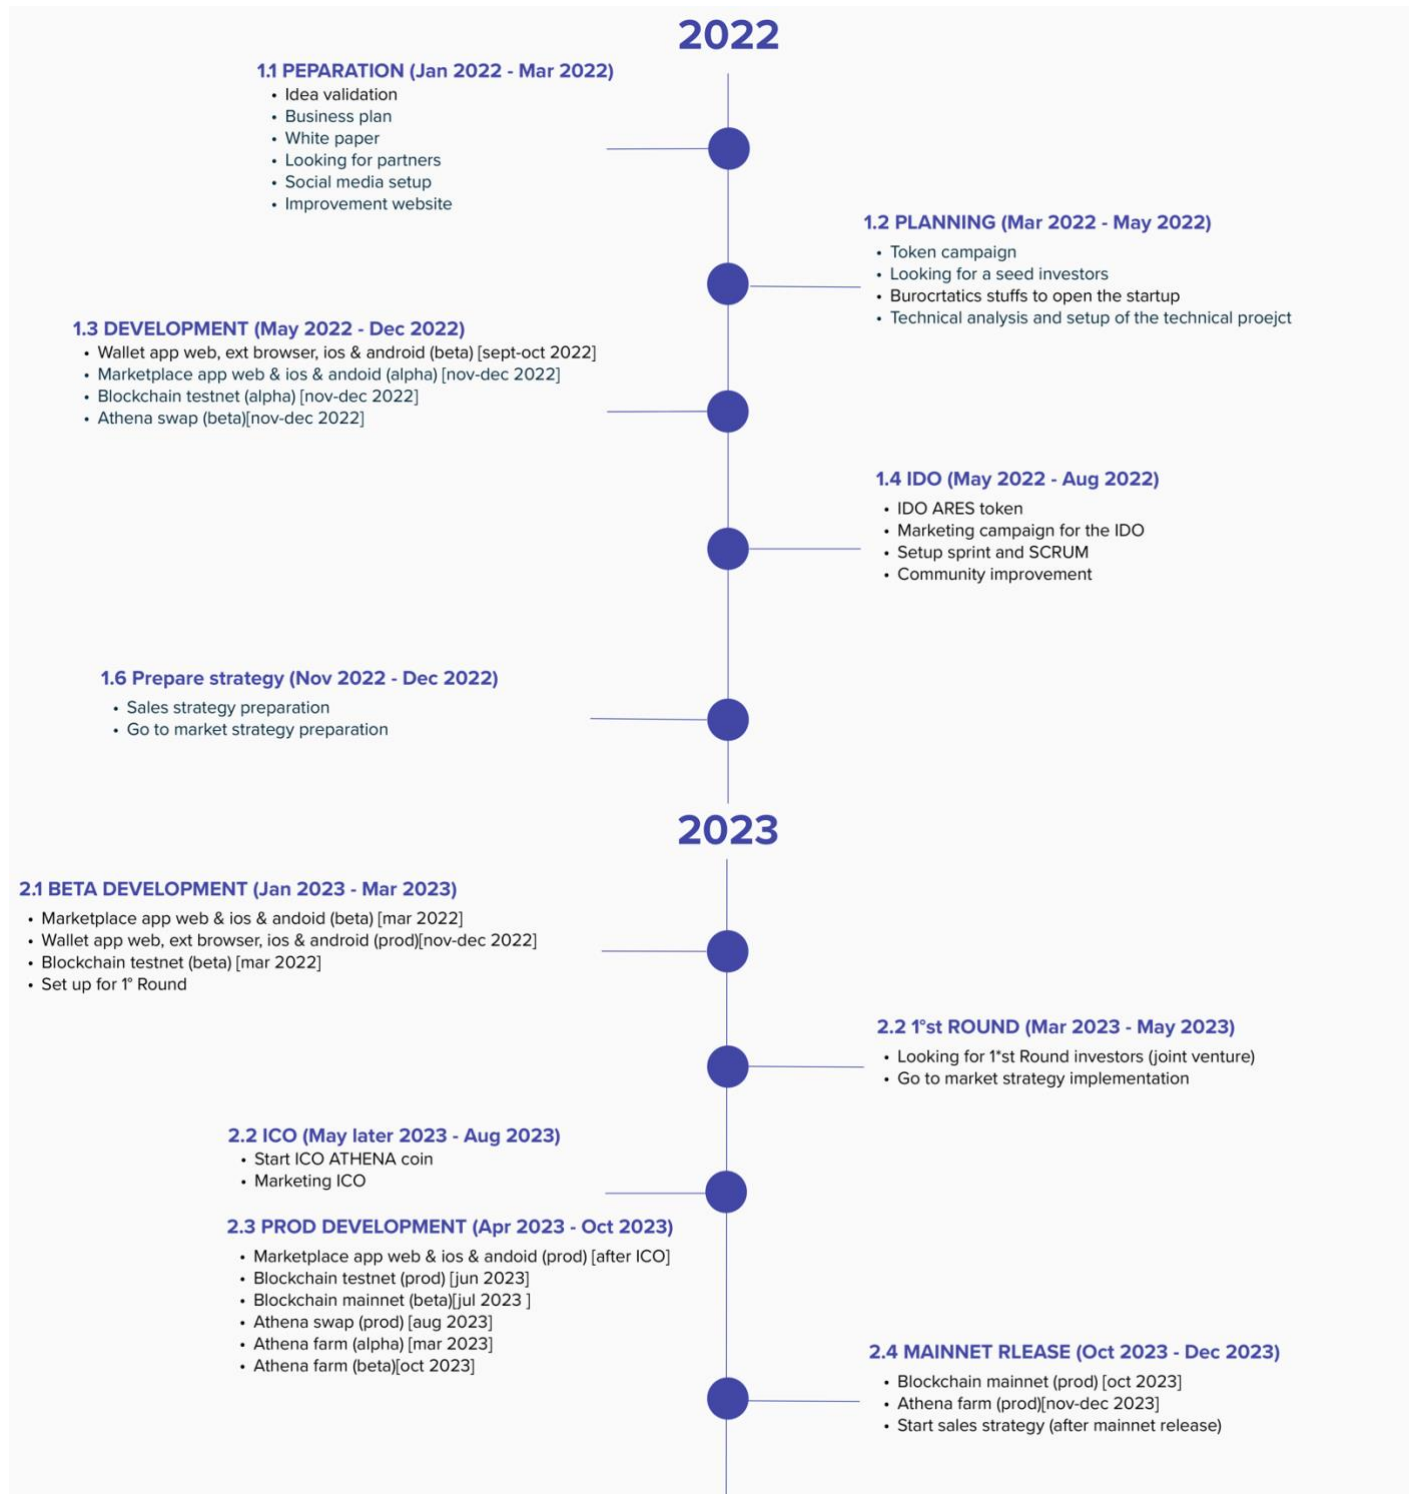 2022
1.1 PEPARATION (Jan 2022 - Mar 2022)
• Idea validation
• Business plan
• White paper
• Looking for partners
• Social media setup
• Improvement website
1.2 PLANNING (Mar 2022 - May 2022)
• Token campaign
• Looking for a seed investors
• Burocrtatics stuffs to open the startup
• Technical analysis and setup of the technical proejct
1.3 DEVELOPMENT (May 2022 - Dec 2022)
• Wallet app web, ext browser, ios & android (beta) [sept-oct 2022]
• Marketplace app web & ios & andoid (alpha) [nov-dec 2022]
• Blockchain testnet (alpha) [nov-dec 2022]
• Athena swap (beta)[nov-dec 2022]
1.4 IDO (May 2022 - Aug 2022)
• IDO ARES token
• Marketing campaign for the IDO
• Setup sprint and SCRUM
• Community improvement
1.6 Prepare strategy (Nov 2022 - Dec 2022)
• Sales strategy preparation
• Go to market strategy preparation
2023
2.1 BETA DEVELOPMENT (Jan 2023 - Mar 2023)
• Marketplace app web & ios & andoid (beta) [mar 2022]
• Wallet app web, ext browser, ios & android (prod)[nov-dec 2022]
• Blockchain testnet (beta) [mar 2022]
• Set up for 1° Round
2.2 1°st ROUND (Mar 2023 - May 2023)
• Looking for 1*st Round investors (joint venture)
• Go to market strategy implementation
2.2 ICO (May later 2023 - Aug 2023)
• Start ICO ATHENA coin
• Marketing ICO
2.3 PROD DEVELOPMENT (Apr 2023 - Oct 2023)
• Marketplace app web & ios & andoid (prod) [after ICO]
• Blockchain testnet (prod) [jun 2023]
• Blockchain mainnet (beta)[jul 2023 ]
• Athena swap (prod) [aug 2023]
• Athena farm (alpha) [mar 2023]
• Athena farm (beta)[oct 2023]
2.4 MAINNET RLEASE (Oct 2023 - Dec 2023)
• Blockchain mainnet (prod) [oct 2023]
• Athena farm (prod)[nov-dec 2023]
• Start sales strategy (after mainnet release)